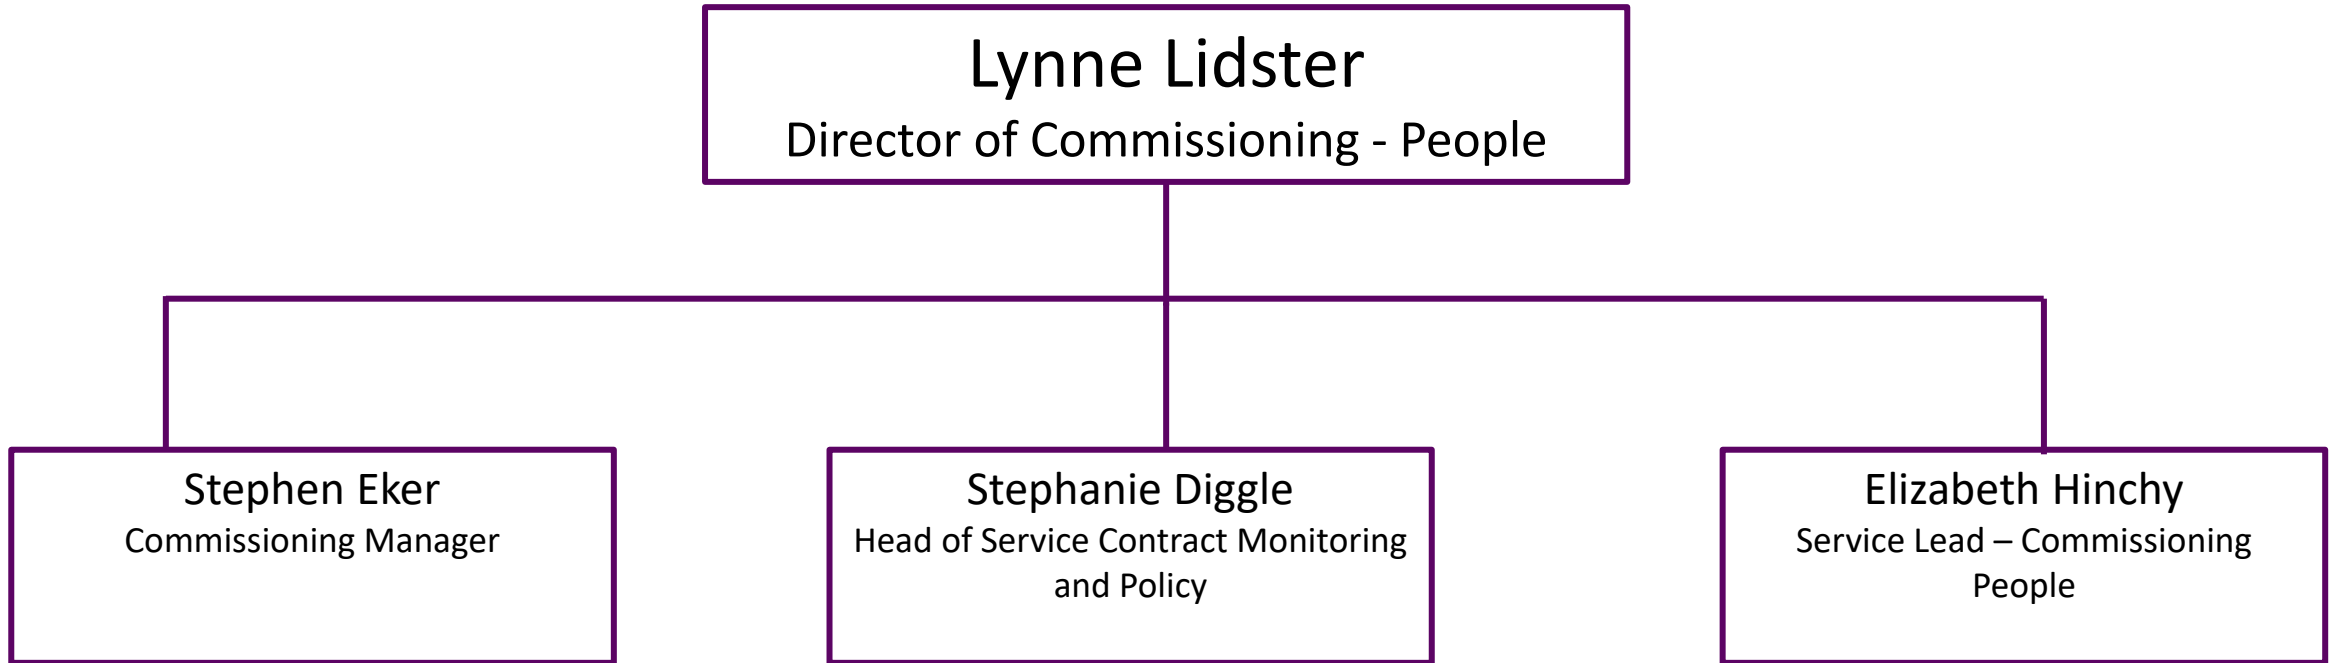 Lynne Lidster
Director of Commissioning - People
Stephen Eker
Commissioning Manager
Stephanie Diggle
Head of Service Contract Monitoring
and Policy
Elizabeth Hinchy
Service Lead – Commissioning
People